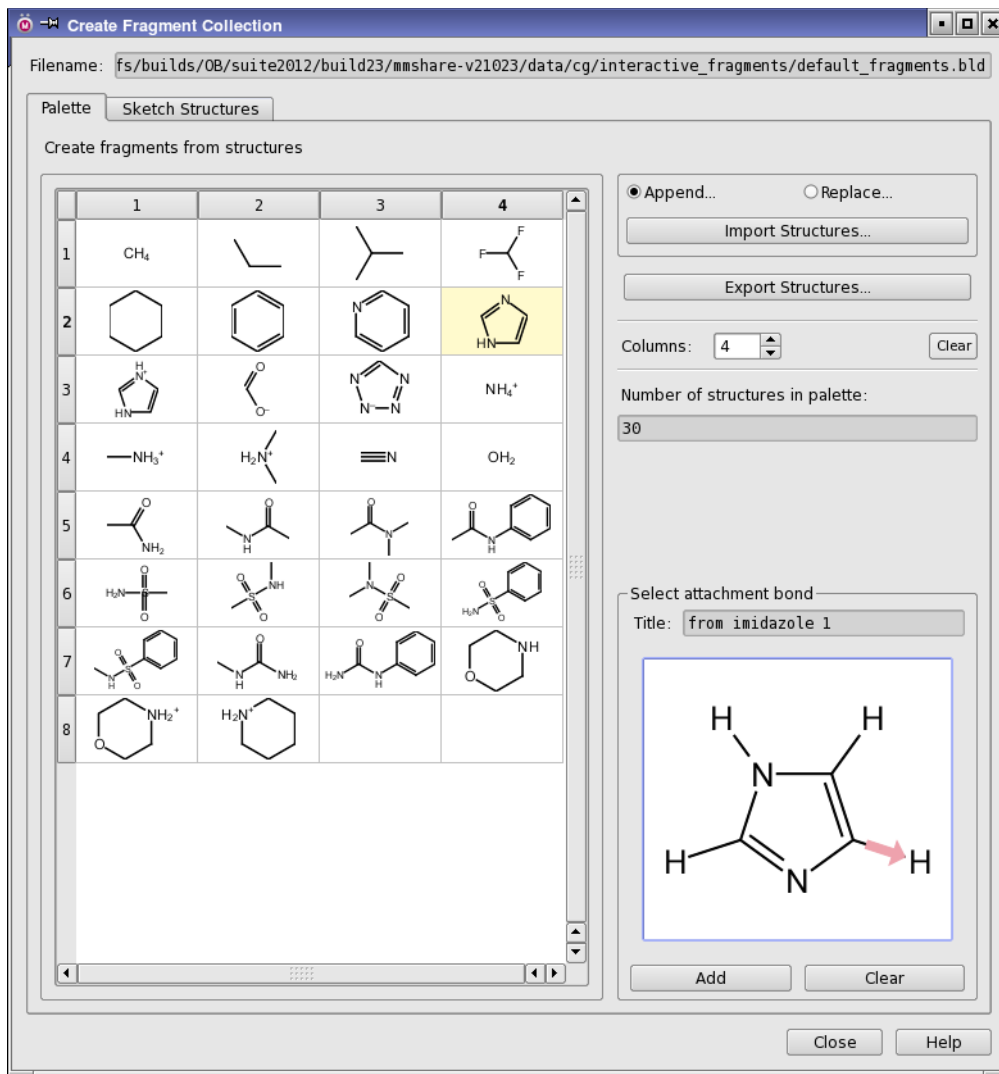 Create Fragment Collection
Filename: fs/builds/OB/suite2012/build23/mmshare-v21023/data/cg/interactive_fragments/default_fragments.bld
Palette Sketch Structures
Create fragments from structures
1 2 3 4
1 CH₄ F F F
2 N N HN
3 H N⁺ HN O O⁻ N N N⁻ N NH₄⁺
4 NH₃⁺ H₂N⁺ N OH₂
5 O NH₂ O N H O N O N H
6 O H₂N S O O S NH O N O S O O S O H₂N
7 O S O N H O N H NH₂ O H₂N N H NH O
8 NH₂⁺ O H₂N⁺
Append... Replace...
Import Structures...
Export Structures...
Columns: 4 Clear
Number of structures in palette:
30
Select attachment bond
Title: from imidazole 1
H H
N
H H
N
Add Clear
Close Help